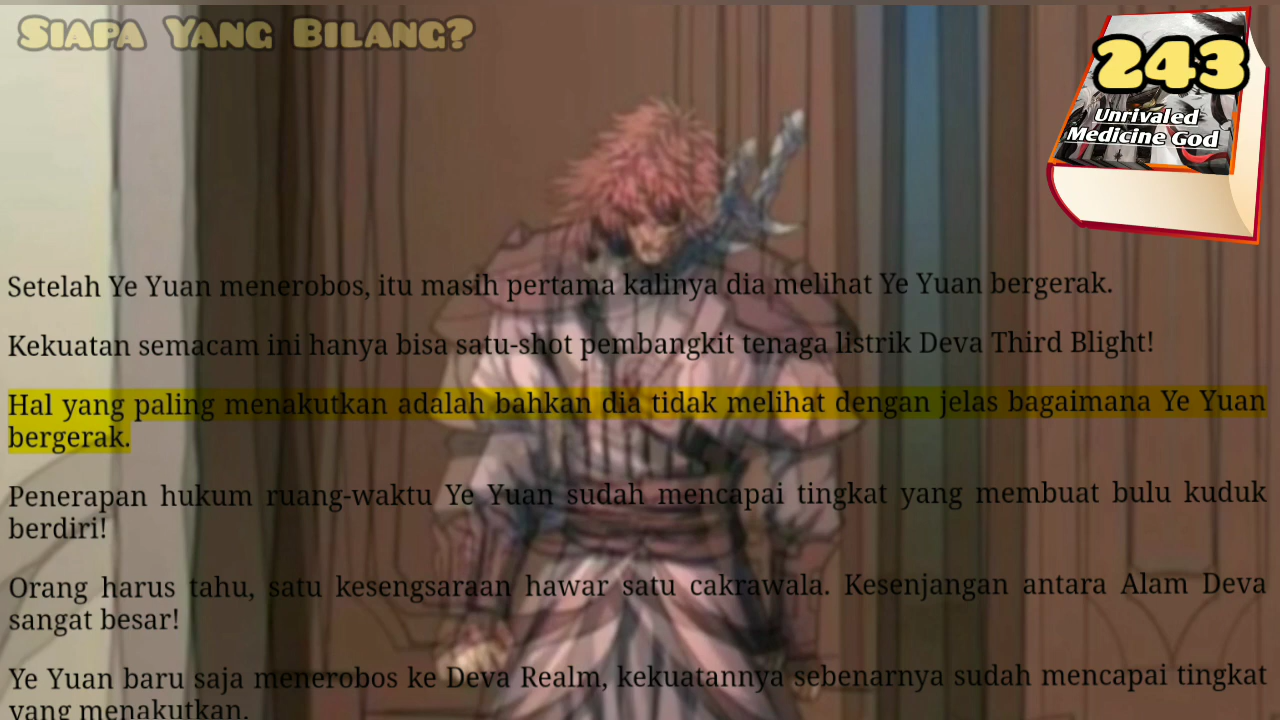 Siapa Yang Bilang?
243
Unrivaled
Medicine God
Setelah Ye Yuan menerobos, itu masih pertama kalinya dia melihat Ye Yuan bergerak.
Kekuatan semacam ini hanya bisa satu-shot pembangkit tenaga listrik Deva Third Blight!
Hal yang paling menakutkan adalah bahkan dia tidak melihat dengan jelas bagaimana Ye Yuan
bergerak.
Penerapan hukum ruang-waktu Ye Yuan sudah mencapai tingkat yang membuat bulu kuduk
berdiri!
Orang harus tahu, satu kesengsaraan hawar satu cakrawala. Kesenjangan antara Alam Deva
sangat besar!
Ye Yuan baru saja menerobos ke Deva Realm, kekuatannya sebenarnya sudah mencapai tingkat
yang menakutkan.